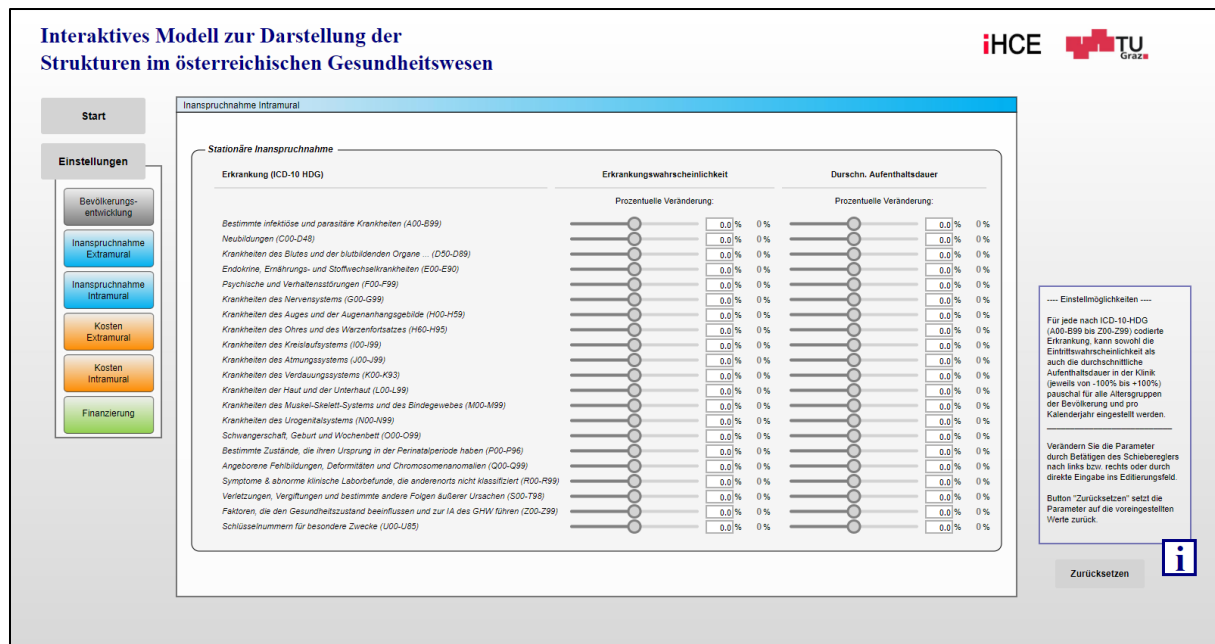 Interaktives Modell zur Darstellung der
Strukturen im österreichischen Gesundheitswesen
iHCE
TU
Graz
Start
Einstellungen
Bevölkerungs-
entwicklung
Inanspruchnahme
Extramural
Inanspruchnahme
Intramural
Kosten
Extramural
Kosten
Intramural
Finanzierung
Inanspruchnahme Intramural
Stationäre Inanspruchnahme
Erkrankung (ICD-10 HDG) Erkrankungswahrscheinlichkeit Durschn. Aufenthaltsdauer
Prozentuelle Veränderung: Prozentuelle Veränderung:
Bestimmte infektiöse und parasitäre Krankheiten (A00-B99) 0.0 % 0 % 0.0 % 0 %
Neubildungen (C00-D48) 0.0 % 0 % 0.0 % 0 %
Krankheiten des Blutes und der blutbildenden Organe ... (D50-D89) 0.0 % 0 % 0.0 % 0 %
Endokrine, Ernährungs- und Stoffwechselkrankheiten (E00-E90) 0.0 % 0 % 0.0 % 0 %
Psychische und Verhaltensstörungen (F00-F99) 0.0 % 0 % 0.0 % 0 %
Krankheiten des Nervensystems (G00-G99) 0.0 % 0 % 0.0 % 0 %
Krankheiten des Auges und der Augenanhangsgebilde (H00-H59) 0.0 % 0 % 0.0 % 0 %
Krankheiten des Ohres und des Warzenfortsatzes (H60-H95) 0.0 % 0 % 0.0 % 0 %
Krankheiten des Kreislaufsystems (I00-I99) 0.0 % 0 % 0.0 % 0 %
Krankheiten des Atmungssystems (J00-J99) 0.0 % 0 % 0.0 % 0 %
Krankheiten des Verdauungssystems (K00-K93) 0.0 % 0 % 0.0 % 0 %
Krankheiten der Haut und der Unterhaut (L00-L99) 0.0 % 0 % 0.0 % 0 %
Krankheiten des Muskel-Skelett-Systems und des Bindegewebes (M00-M99) 0.0 % 0 % 0.0 % 0 %
Krankheiten des Urogenitalsystems (N00-N99) 0.0 % 0 % 0.0 % 0 %
Schwangerschaft, Geburt und Wochenbett (O00-O99) 0.0 % 0 % 0.0 % 0 %
Bestimmte Zustände, die ihren Ursprung in der Perinatalperiode haben (P00-P96) 0.0 % 0 % 0.0 % 0 %
Angeborene Fehlbildungen, Deformitäten und Chromosomenanomalien (Q00-Q99) 0.0 % 0 % 0.0 % 0 %
Symptome & abnorme klinische Laborbefunde, die anderenorts nicht klassifiziert (R00-R99) 0.0 % 0 % 0.0 % 0 %
Verletzungen, Vergiftungen und bestimmte andere Folgen äußerer Ursachen (S00-T98) 0.0 % 0 % 0.0 % 0 %
Faktoren, die den Gesundheitszustand beeinflussen und zur IA des GHW führen (Z00-Z99) 0.0 % 0 % 0.0 % 0 %
Schlüsselnummern für besondere Zwecke (U00-U85) 0.0 % 0 % 0.0 % 0 %
---- Einstellmöglichkeiten ----
Für jede nach ICD-10-HDG
(A00-B99 bis Z00-Z99) codierte
Erkrankung, kann sowohl die
Eintrittswahrscheinlichkeit als
auch die durchschnittliche
Aufenthaltsdauer in der Klinik
(jeweils von -100% bis +100%)
pauschal für alle Altersgruppen
der Bevölkerung und pro
Kalenderjahr eingestellt werden.
Verändern Sie die Parameter
durch Betätigen des Schiebereglers
nach links bzw. rechts oder durch
direkte Eingabe ins Editierungsfeld.
Button "Zurücksetzen" setzt die
Parameter auf die voreingestellten
Werte zurück.
i
Zurücksetzen